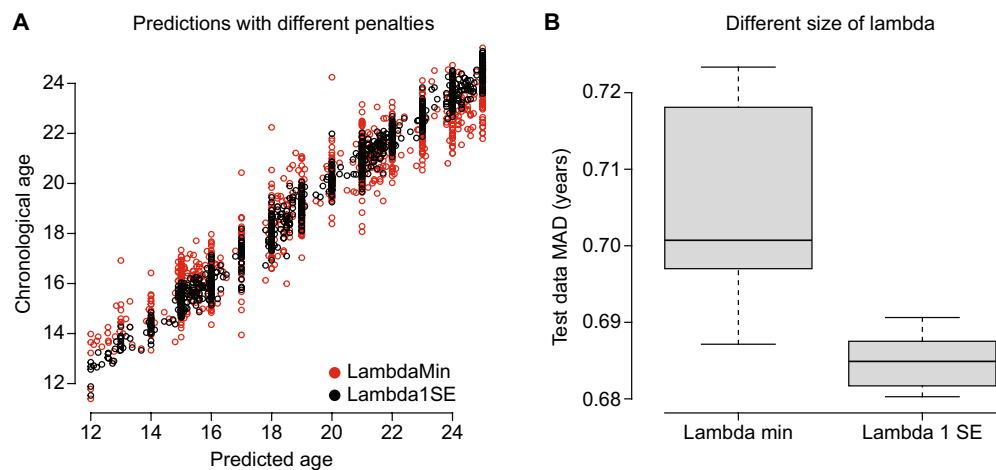 A
Predictions with different penalties
Chronological age
24
22
20
18
16
14
12
LambdaMin
Lambda1SE
12 14 16 18 20 22 24
Predicted age
B
Different size of lambda
Test data MAD (years)
0.72
0.71
0.70
0.69
0.68
Lambda min Lambda 1 SE